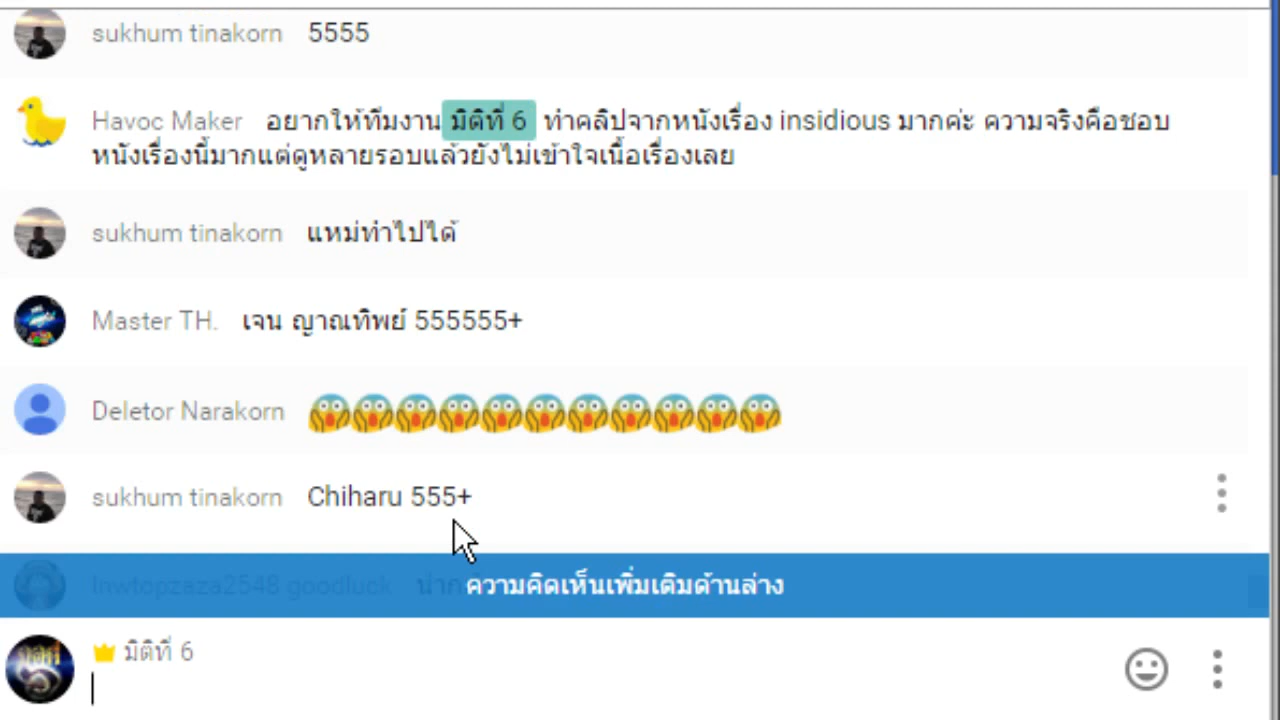 sukhum tinakorn 5555
Havoc Maker อยากให้ทีมงาน มิติที่ 6 ทำคลิปจากหนังเรื่อง insidious มากค่ะ ความจริงคือชอบ
หนังเรื่องนี้มากแต่ดูหลายรอบแล้วยังไม่เข้าใจเนื้อเรื่องเลย
sukhum tinakorn แหม่ทำไปได้
Master TH. เจน ญาณทิพย์ 555555+
Deletor Narakorn 😱😱😱😱😱😱😱😱😱😱😱
sukhum tinakorn Chiharu 555+
lnwtopzaza2548 goodluck
ความคิดเห็นเพิ่มเติมด้านล่าง
มิติที่ 6